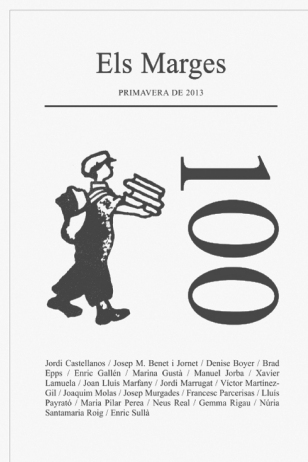 Els Marges
PRIMAVERA DE 2013
100
Jordi Castellanos / Josep M. Benet i Jornet / Denise Boyer / Brad
Epps / Enric Gallén / Marina Gustà / Manuel Jorba / Xavier
Lamuela / Joan Lluís Marfany / Jordi Marrugat / Víctor Martínez-
Gil / Joaquim Molas / Josep Murgades / Francesc Parcerisas / Lluís
Payrató / Maria Pilar Perea / Neus Real / Gemma Rigau / Núria
Santamaria Roig / Enric Sullà